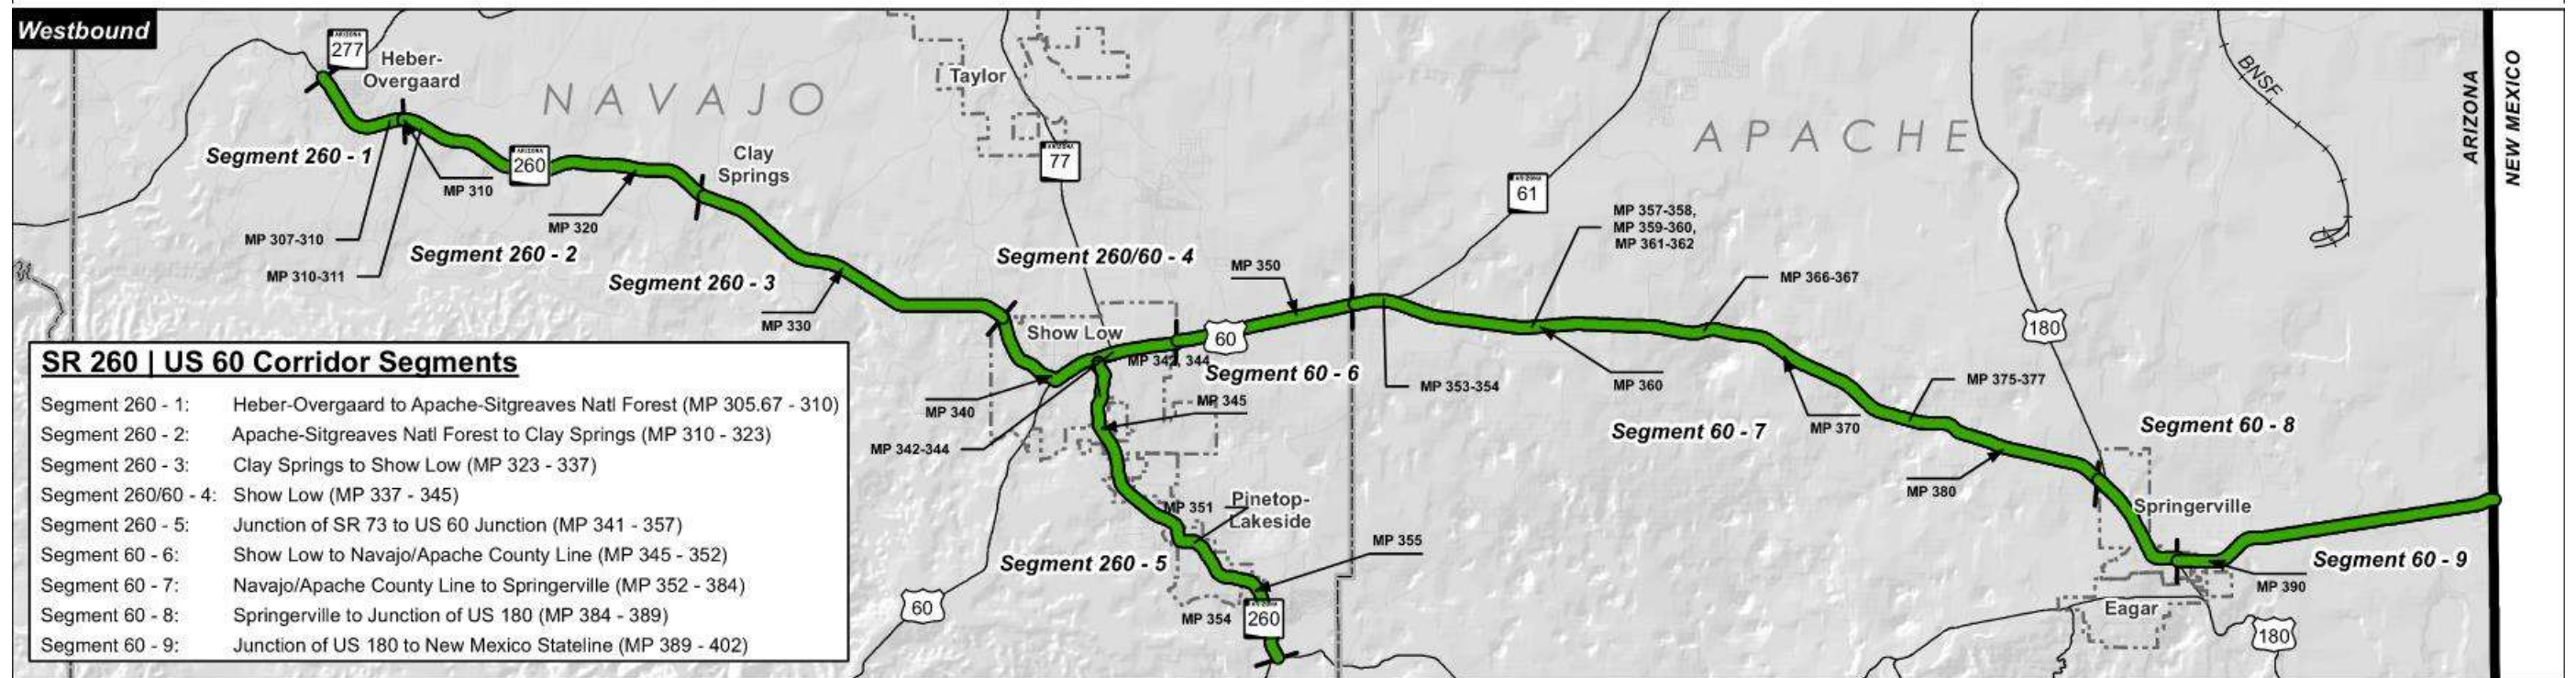 Westbound
ARIZONA
277
Heber-
Overgaard
NAVAJO
Taylor
BNSF
ARIZONA
NEW MEXICO
APACHE
Segment 260 - 1
ARIZONA
260
Clay
Springs
77
MP 310
61
MP 320
MP 357-358,
MP 359-360,
MP 361-362
MP 307-310
Segment 260 - 2
MP 310-311
Segment 260 - 3
Segment 260/60 - 4
MP 350
MP 366-367
MP 330
Show Low
60
180
MP 342, 344
Segment 60 - 6
MP 353-354
MP 360
MP 375-377
MP 340
MP 345
MP 342-344
Segment 60 - 7
MP 370
Segment 60 - 8
MP 380
MP 351
Pinetop-
Lakeside
Springerville
Segment 260 - 5
MP 355
Segment 60 - 9
MP 390
60
MP 354
260
Eagar
180
SR 260 | US 60 Corridor Segments
Segment 260 - 1: Heber-Overgaard to Apache-Sitgreaves Natl Forest (MP 305.67 - 310)
Segment 260 - 2: Apache-Sitgreaves Natl Forest to Clay Springs (MP 310 - 323)
Segment 260 - 3: Clay Springs to Show Low (MP 323 - 337)
Segment 260/60 - 4: Show Low (MP 337 - 345)
Segment 260 - 5: Junction of SR 73 to US 60 Junction (MP 341 - 357)
Segment 60 - 6: Show Low to Navajo/Apache County Line (MP 345 - 352)
Segment 60 - 7: Navajo/Apache County Line to Springerville (MP 352 - 384)
Segment 60 - 8: Springerville to Junction of US 180 (MP 384 - 389)
Segment 60 - 9: Junction of US 180 to New Mexico Stateline (MP 389 - 402)